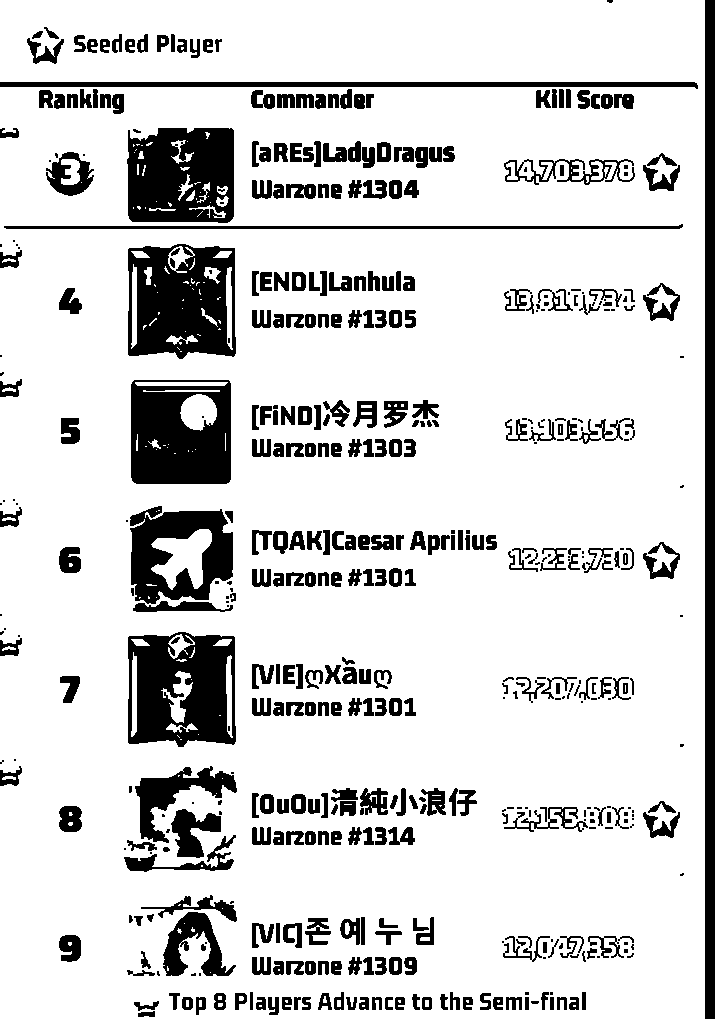 Seeded Player
Ranking Commander Kill Score
3 [aREs]LadyDragus 14,703,378
Warzone #1304
4 [ENDL]Lanhula 13,810,734
Warzone #1305
5 [FiND]冷月罗杰 13,103,556
Warzone #1303
6 [TQAK]Caesar Aprilius 12,233,730
Warzone #1301
7 [VIE]ღXầuღ 12,207,030
Warzone #1301
8 [OuOu]清純小浪仔 12,155,808
Warzone #1314
9 [VIC]존 예 누 님 12,047,358
Warzone #1309
Top 8 Players Advance to the Semi-final